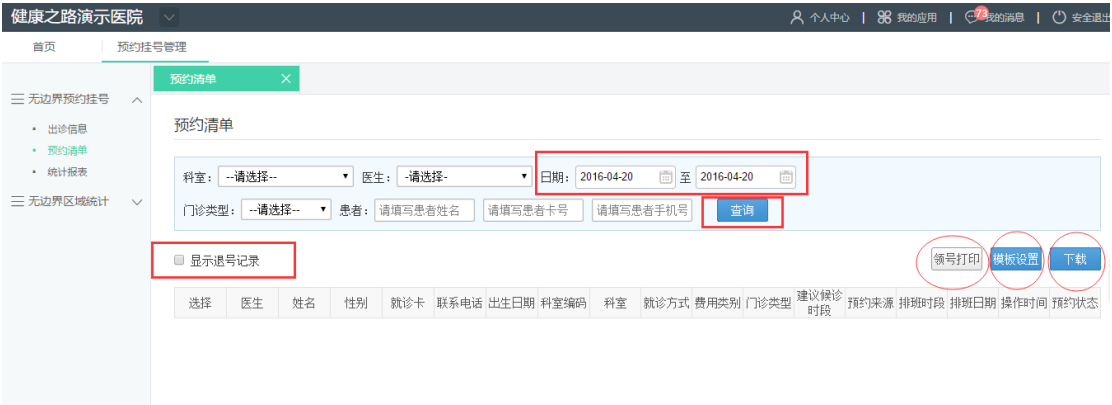 健康之路演示医院 个人中心 | 我的应用 | 73 我的消息 | 安全退出
首页 预约挂号管理
预约清单 ×
无边界预约挂号
出诊信息
预约清单
统计报表
无边界区域统计
预约清单
科室: --请选择-- 医生: -请选择- 日期: 2016-04-20 至 2016-04-20
门诊类型: --请选择-- 患者: 请填写患者姓名 请填写患者卡号 请填写患者手机号 查询
显示退号记录 领号打印 模板设置 下载
选择 医生 姓名 性别 就诊卡 联系电话 出生日期 科室编码 科室 就诊方式 费用类别 门诊类型 建议候诊时段 预约来源 排班时段 排班日期 操作时间 预约状态